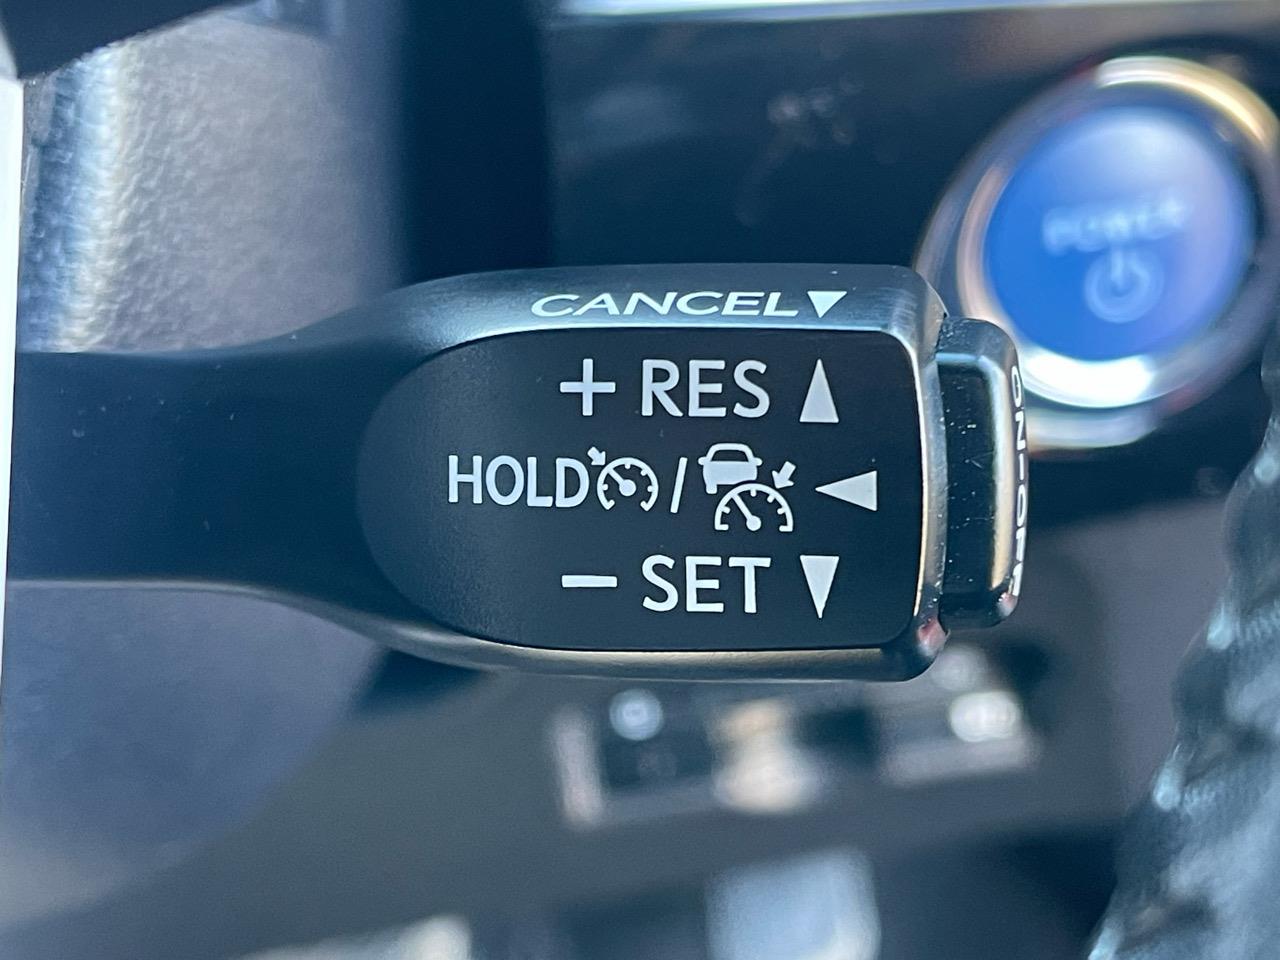 CANCEL▼
+ RES ▲
HOLD / ◀
− SET ▼
ON-OFF
POWER